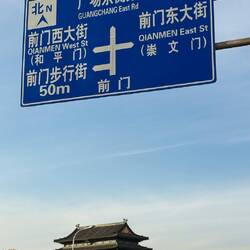 北N
广场东侧路
GUANGCHANG East Rd
前门西大街
QIANMEN West St
(和平门)
前门东大街
QIANMEN East St
(崇文门)
前门步行街
50m
前门